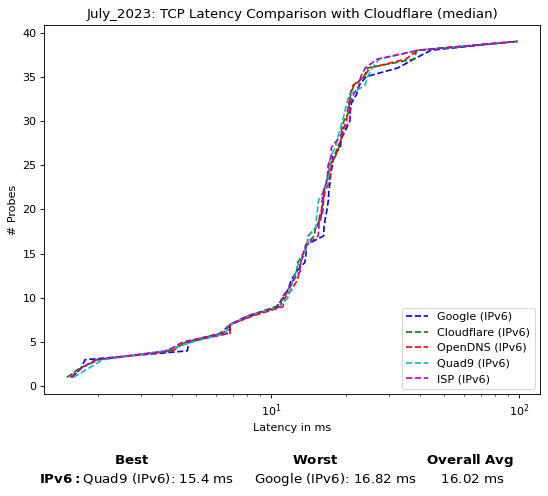 July_2023: TCP Latency Comparison with Cloudflare (median)
40
35
30
25
20
15
10
5
0
# Probes
Google (IPv6)
Cloudflare (IPv6)
OpenDNS (IPv6)
Quad9 (IPv6)
ISP (IPv6)
10¹ 10²
Latency in ms
Best Worst Overall Avg
IPv6: Quad9 (IPv6): 15.4 ms Google (IPv6): 16.82 ms 16.02 ms